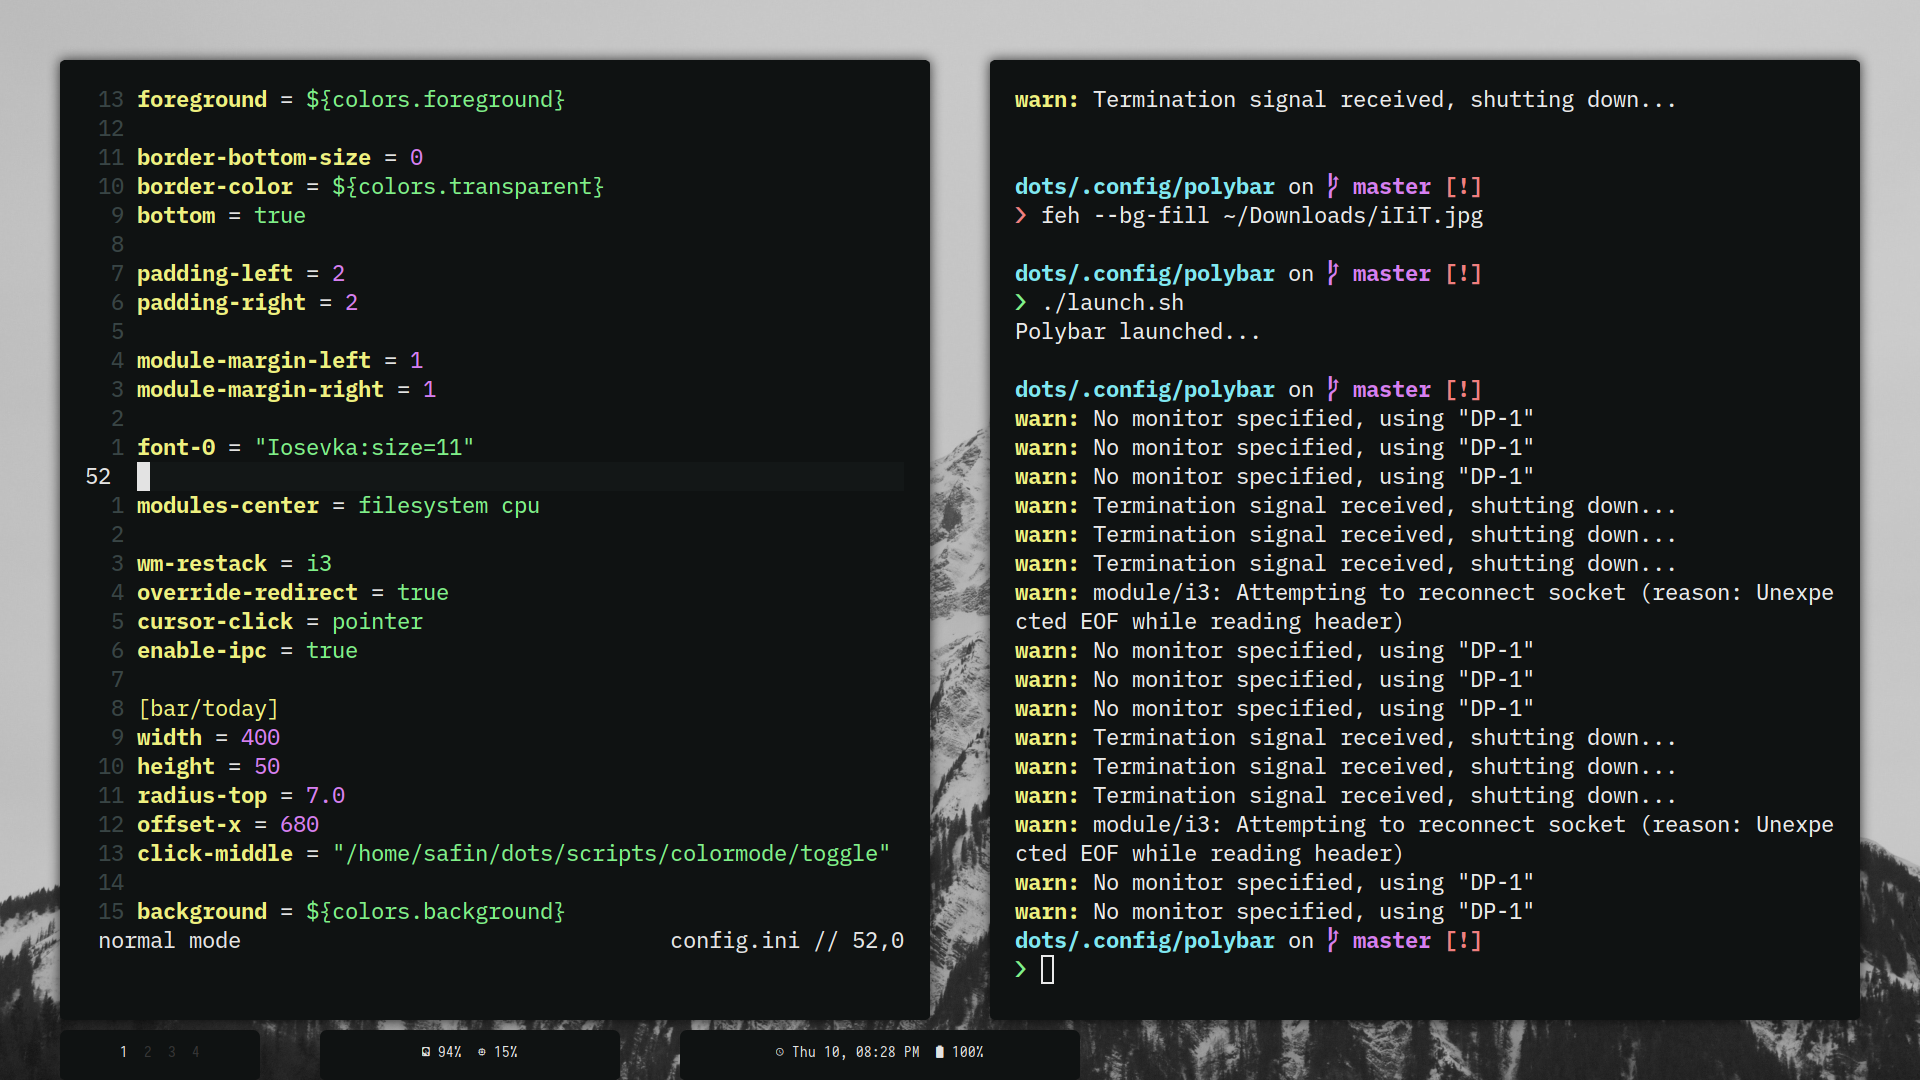 13 foreground = ${colors.foreground}
12
11 border-bottom-size = 0
10 border-color = ${colors.transparent}
9 bottom = true
8
7 padding-left = 2
6 padding-right = 2
5
4 module-margin-left = 1
3 module-margin-right = 1
2
1 font-0 = "Iosevka:size=11"
52
1 modules-center = filesystem cpu
2
3 wm-restack = i3
4 override-redirect = true
5 cursor-click = pointer
6 enable-ipc = true
7
8 [bar/today]
9 width = 400
10 height = 50
11 radius-top = 7.0
12 offset-x = 680
13 click-middle = "/home/safin/dots/scripts/colormode/toggle"
14
15 background = ${colors.background}
normal mode config.ini // 52,0
warn: Termination signal received, shutting down...
dots/.config/polybar on master [!]
❯ feh --bg-fill ~/Downloads/iIiT.jpg
dots/.config/polybar on master [!]
❯ ./launch.sh
Polybar launched...
dots/.config/polybar on master [!]
warn: No monitor specified, using "DP-1"
warn: No monitor specified, using "DP-1"
warn: No monitor specified, using "DP-1"
warn: Termination signal received, shutting down...
warn: Termination signal received, shutting down...
warn: Termination signal received, shutting down...
warn: module/i3: Attempting to reconnect socket (reason: Unexpe
cted EOF while reading header)
warn: No monitor specified, using "DP-1"
warn: No monitor specified, using "DP-1"
warn: No monitor specified, using "DP-1"
warn: Termination signal received, shutting down...
warn: Termination signal received, shutting down...
warn: Termination signal received, shutting down...
warn: module/i3: Attempting to reconnect socket (reason: Unexpe
cted EOF while reading header)
warn: No monitor specified, using "DP-1"
warn: No monitor specified, using "DP-1"
dots/.config/polybar on master [!]
❯
1 2 3 4
94% 15%
Thu 10, 08:28 PM 100%